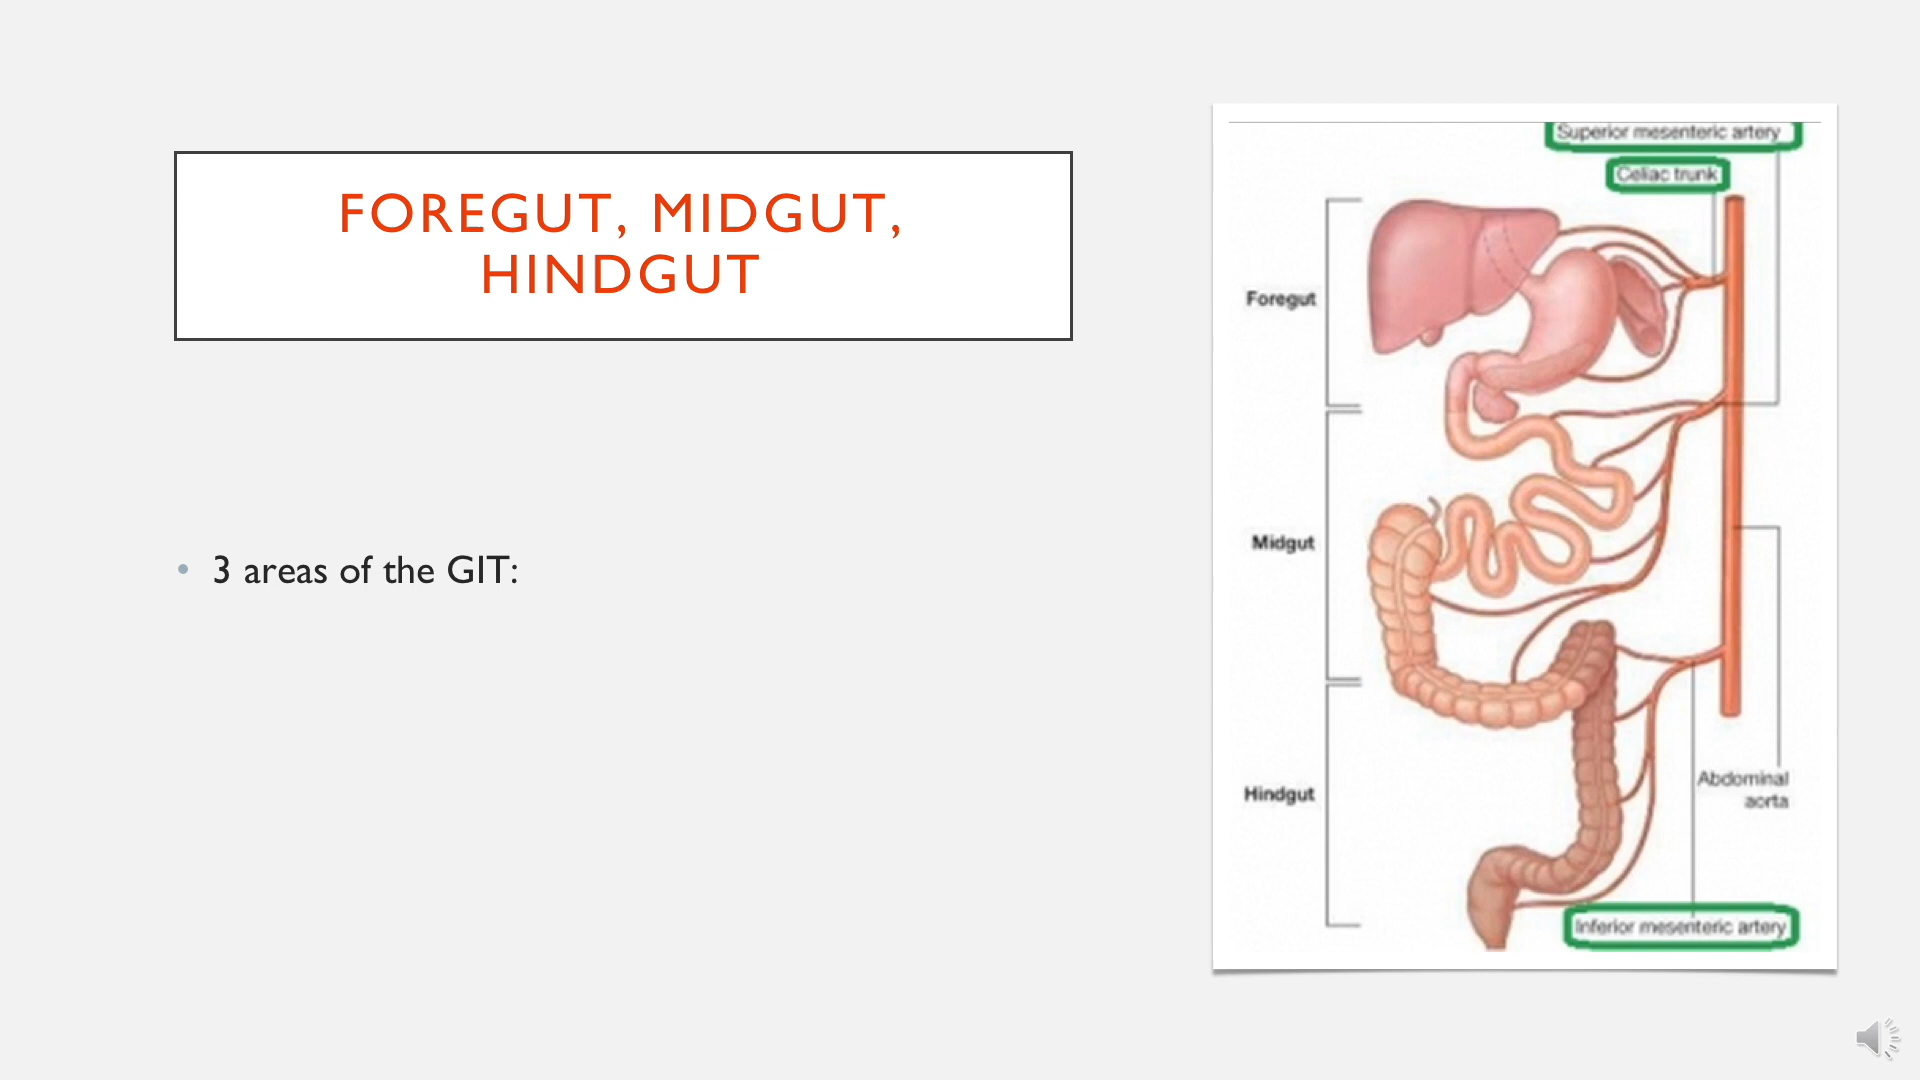 FOREGUT, MIDGUT,
HINDGUT
• 3 areas of the GIT:
Superior mesenteric artery
Celiac trunk
Foregut
Midgut
Hindgut
Abdominal
aorta
Inferior mesenteric artery